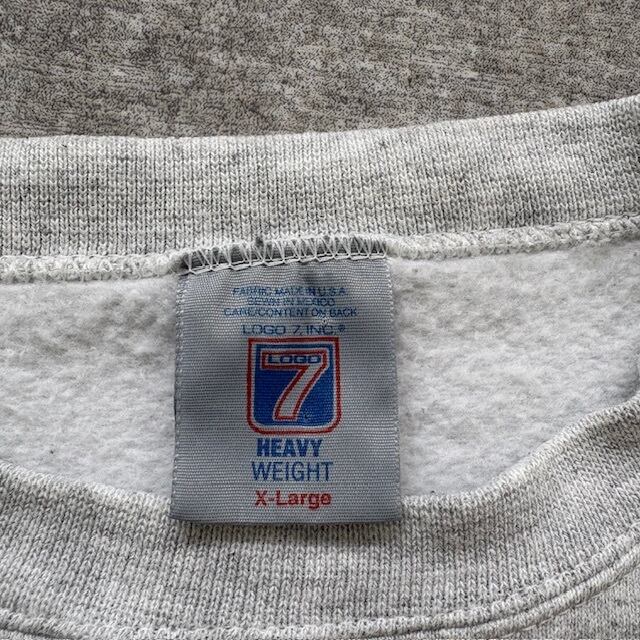 FABRIC MADE IN U.S.A
SEWN IN MEXICO
CARE/CONTENT ON BACK
LOGO 7, INC.®
LOGO
7
HEAVY
WEIGHT
X-Large